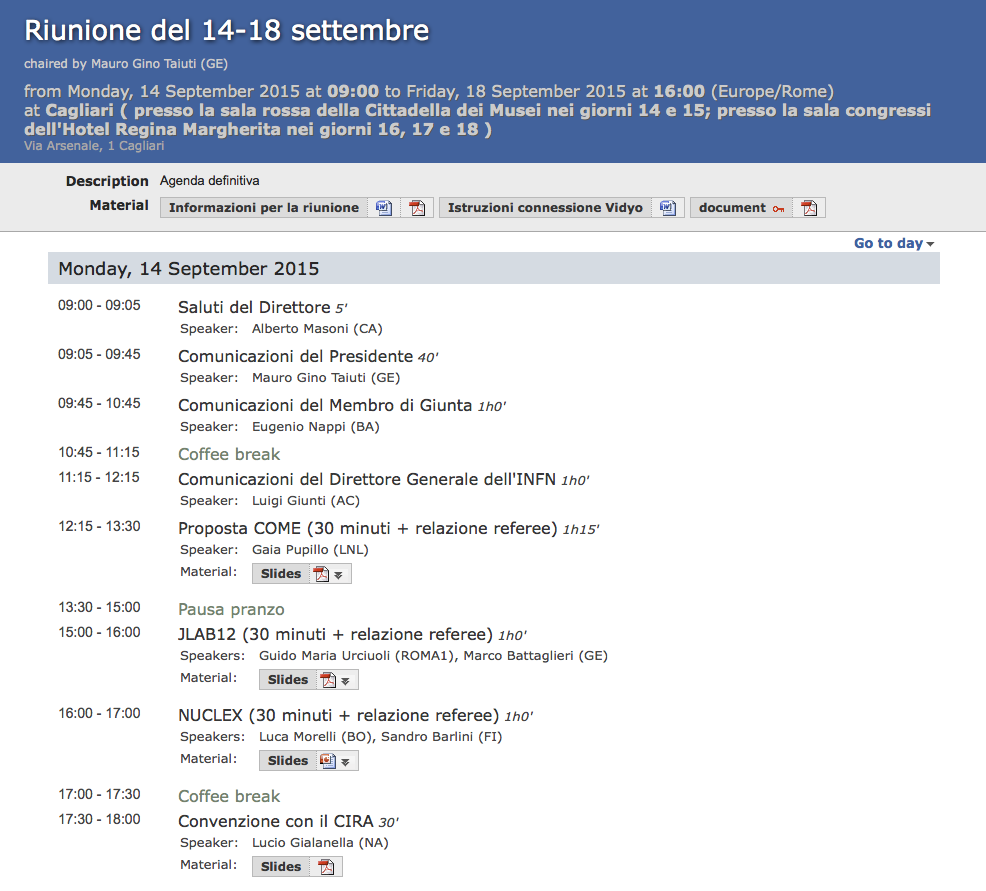 Riunione del 14-18 settembre
chaired by Mauro Gino Taiuti (GE)
from Monday, 14 September 2015 at 09:00 to Friday, 18 September 2015 at 16:00 (Europe/Rome)
at Cagliari ( presso la sala rossa della Cittadella dei Musei nei giorni 14 e 15; presso la sala congressi
dell'Hotel Regina Margherita nei giorni 16, 17 e 18 )
Via Arsenale, 1 Cagliari
Description Agenda definitiva
Material Informazioni per la riunione Istruzioni connessione Vidyo document
Go to day
Monday, 14 September 2015
09:00 - 09:05 Saluti del Direttore 5'
Speaker: Alberto Masoni (CA)
09:05 - 09:45 Comunicazioni del Presidente 40'
Speaker: Mauro Gino Taiuti (GE)
09:45 - 10:45 Comunicazioni del Membro di Giunta 1h0'
Speaker: Eugenio Nappi (BA)
10:45 - 11:15 Coffee break
11:15 - 12:15 Comunicazioni del Direttore Generale dell'INFN 1h0'
Speaker: Luigi Giunti (AC)
12:15 - 13:30 Proposta COME (30 minuti + relazione referee) 1h15'
Speaker: Gaia Pupillo (LNL)
Material: Slides
13:30 - 15:00 Pausa pranzo
15:00 - 16:00 JLAB12 (30 minuti + relazione referee) 1h0'
Speakers: Guido Maria Urciuoli (ROMA1), Marco Battaglieri (GE)
Material: Slides
16:00 - 17:00 NUCLEX (30 minuti + relazione referee) 1h0'
Speakers: Luca Morelli (BO), Sandro Barlini (FI)
Material: Slides
17:00 - 17:30 Coffee break
17:30 - 18:00 Convenzione con il CIRA 30'
Speaker: Lucio Gialanella (NA)
Material: Slides